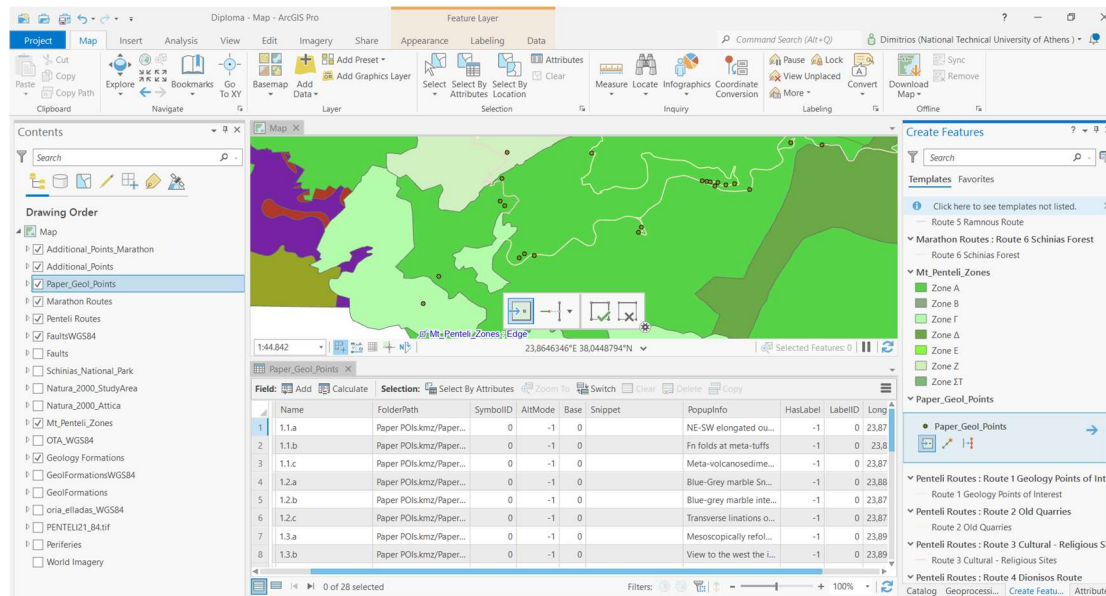 Diploma - Map - ArcGIS Pro
Feature Layer
Project Map Insert Analysis View Edit Imagery Share Appearance Labeling Data
Command Search (Alt+Q)
Dimitrios (National Technical University of Athens )
Paste
Cut
Copy
Copy Path
Clipboard
Explore
Bookmarks
Go To XY
Navigate
Basemap
Add Data
Add Preset
Add Graphics Layer
Layer
Select
Select By Attributes
Select By Location
Attributes
Clear
Selection
Measure
Locate
Infographics
Coordinate Conversion
Inquiry
Pause
Lock
View Unplaced
More
Convert
Labeling
Download Map
Sync
Remove
Offline
Contents
Search
Drawing Order
Map
Additional_Points_Marathon
Additional_Points
Paper_Geol_Points
Marathon Routes
Penteli Routes
FaultsWGS84
Faults
Schinias_National_Park
Natura_2000_StudyArea
Natura_2000_Attica
Mt_Penteli_Zones
OTA_WGS84
Geology Formations
GeolFormationsWGS84
GeolFormations
oria_elladas_WGS84
PENTELI21_84.tif
Periferies
World Imagery
Map
Mt_Penteli_Zones : Edge
1:44.842
23,8646346°E 38,0448794°N
Selected Features: 0
Paper_Geol_Points
Field: Add Calculate Selection: Select By Attributes Zoom To Switch Clear Delete Copy
Name FolderPath SymbolID AltMode Base Snippet PopupInfo HasLabel LabelID Long
1 1.1.a Paper POIs.kmz/Paper... 0 -1 0 NE-SW elongated ou... -1 0 23,87
2 1.1.b Paper POIs.kmz/Paper... 0 -1 0 Fn folds at meta-tuffs -1 0 23,8
3 1.1.c Paper POIs.kmz/Paper... 0 -1 0 Meta-volcanosedime... -1 0 23,87
4 1.2.a Paper POIs.kmz/Paper... 0 -1 0 Blue-Grey marble Sn... -1 0 23,88
5 1.2.b Paper POIs.kmz/Paper... 0 -1 0 Blue-grey marble inte... -1 0 23,87
6 1.2.c Paper POIs.kmz/Paper... 0 -1 0 Transverse linations o... -1 0 23,87
7 1.3.a Paper POIs.kmz/Paper... 0 -1 0 Mesoscopically refol... -1 0 23,89
8 1.3.b Paper POIs.kmz/Paper... 0 -1 0 View to the west the i... -1 0 23,89
0 of 28 selected
Filters:
100%
Create Features
Search
Templates Favorites
Click here to see templates not listed.
Route 5 Ramnous Route
Marathon Routes : Route 6 Schinias Forest
Route 6 Schinias Forest
Mt_Penteli_Zones
Zone A
Zone B
Zone Γ
Zone Δ
Zone E
Zone Z
Zone ΣΤ
Paper_Geol_Points
Paper_Geol_Points
Penteli Routes : Route 1 Geology Points of Int
Route 1 Geology Points of Interest
Penteli Routes : Route 2 Old Quarries
Route 2 Old Quarries
Penteli Routes : Route 3 Cultural - Religious S
Route 3 Cultural - Religious Sites
Penteli Routes : Route 4 Dionisos Route
Catalog Geoprocessi... Create Featu... Attribut